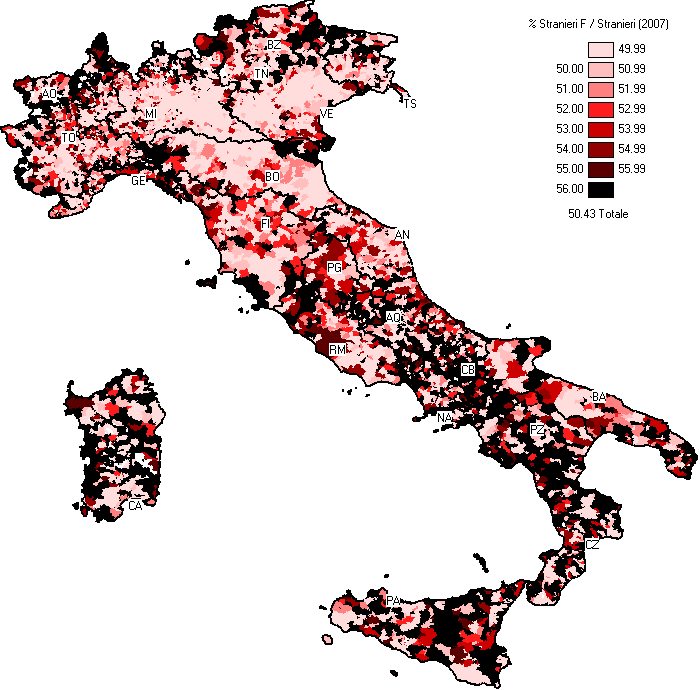 % Stranieri F / Stranieri (2007)
49.99
50.00 50.99
51.00 51.99
52.00 52.99
53.00 53.99
54.00 54.99
55.00 55.99
56.00
50.43 Totale
BZ
TN
AO
TS
MI
VE
TO
BO
GE
FI
AN
PG
AQ
RM
CB
BA
NA
PZ
CA
CZ
PA